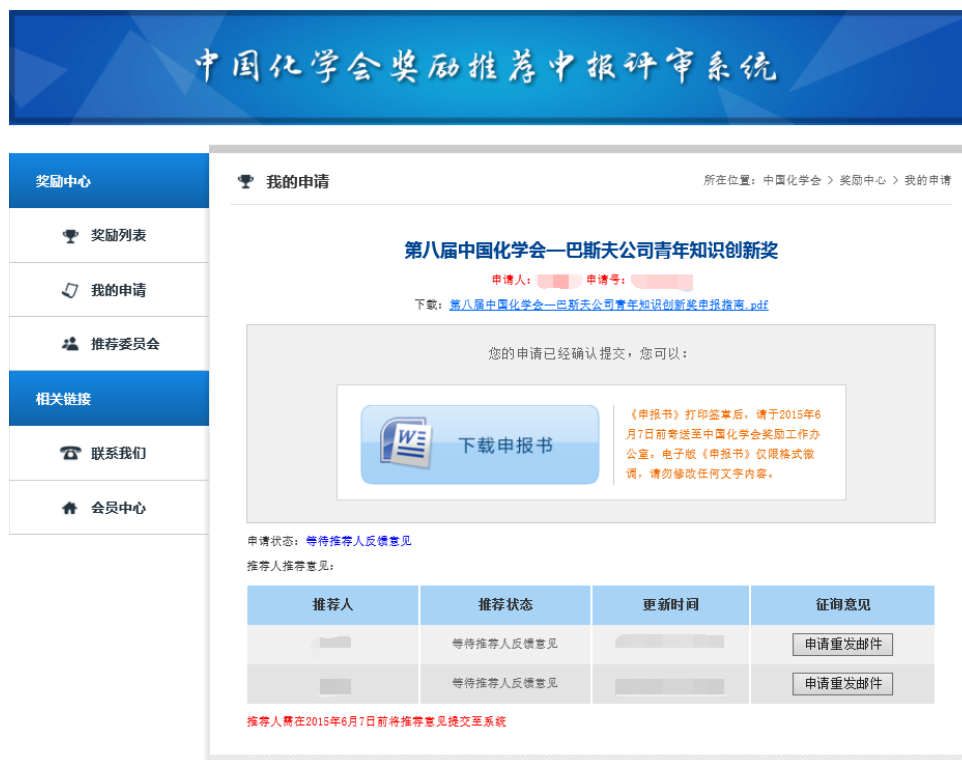 中国化学会奖励推荐申报评审系统
奖励中心
奖励列表
我的申请
推荐委员会
相关链接
联系我们
会员中心
我的申请
所在位置：中国化学会 > 奖励中心 > 我的申请
第八届中国化学会—巴斯夫公司青年知识创新奖
申请人： 申请号：
下载：第八届中国化学会—巴斯夫公司青年知识创新奖申报指南.pdf
您的申请已经确认提交，您可以：
下载申报书
《申报书》打印签章后，请于2015年6
月7日前寄送至中国化学会奖励工作办
公室。电子版《申报书》仅限格式微
调，请勿修改任何文字内容。
申请状态：等待推荐人反馈意见
推荐人推荐意见：
推荐人 推荐状态 更新时间 征询意见
等待推荐人反馈意见 申请重发邮件
等待推荐人反馈意见 申请重发邮件
推荐人需在2015年6月7日前将推荐意见提交至系统